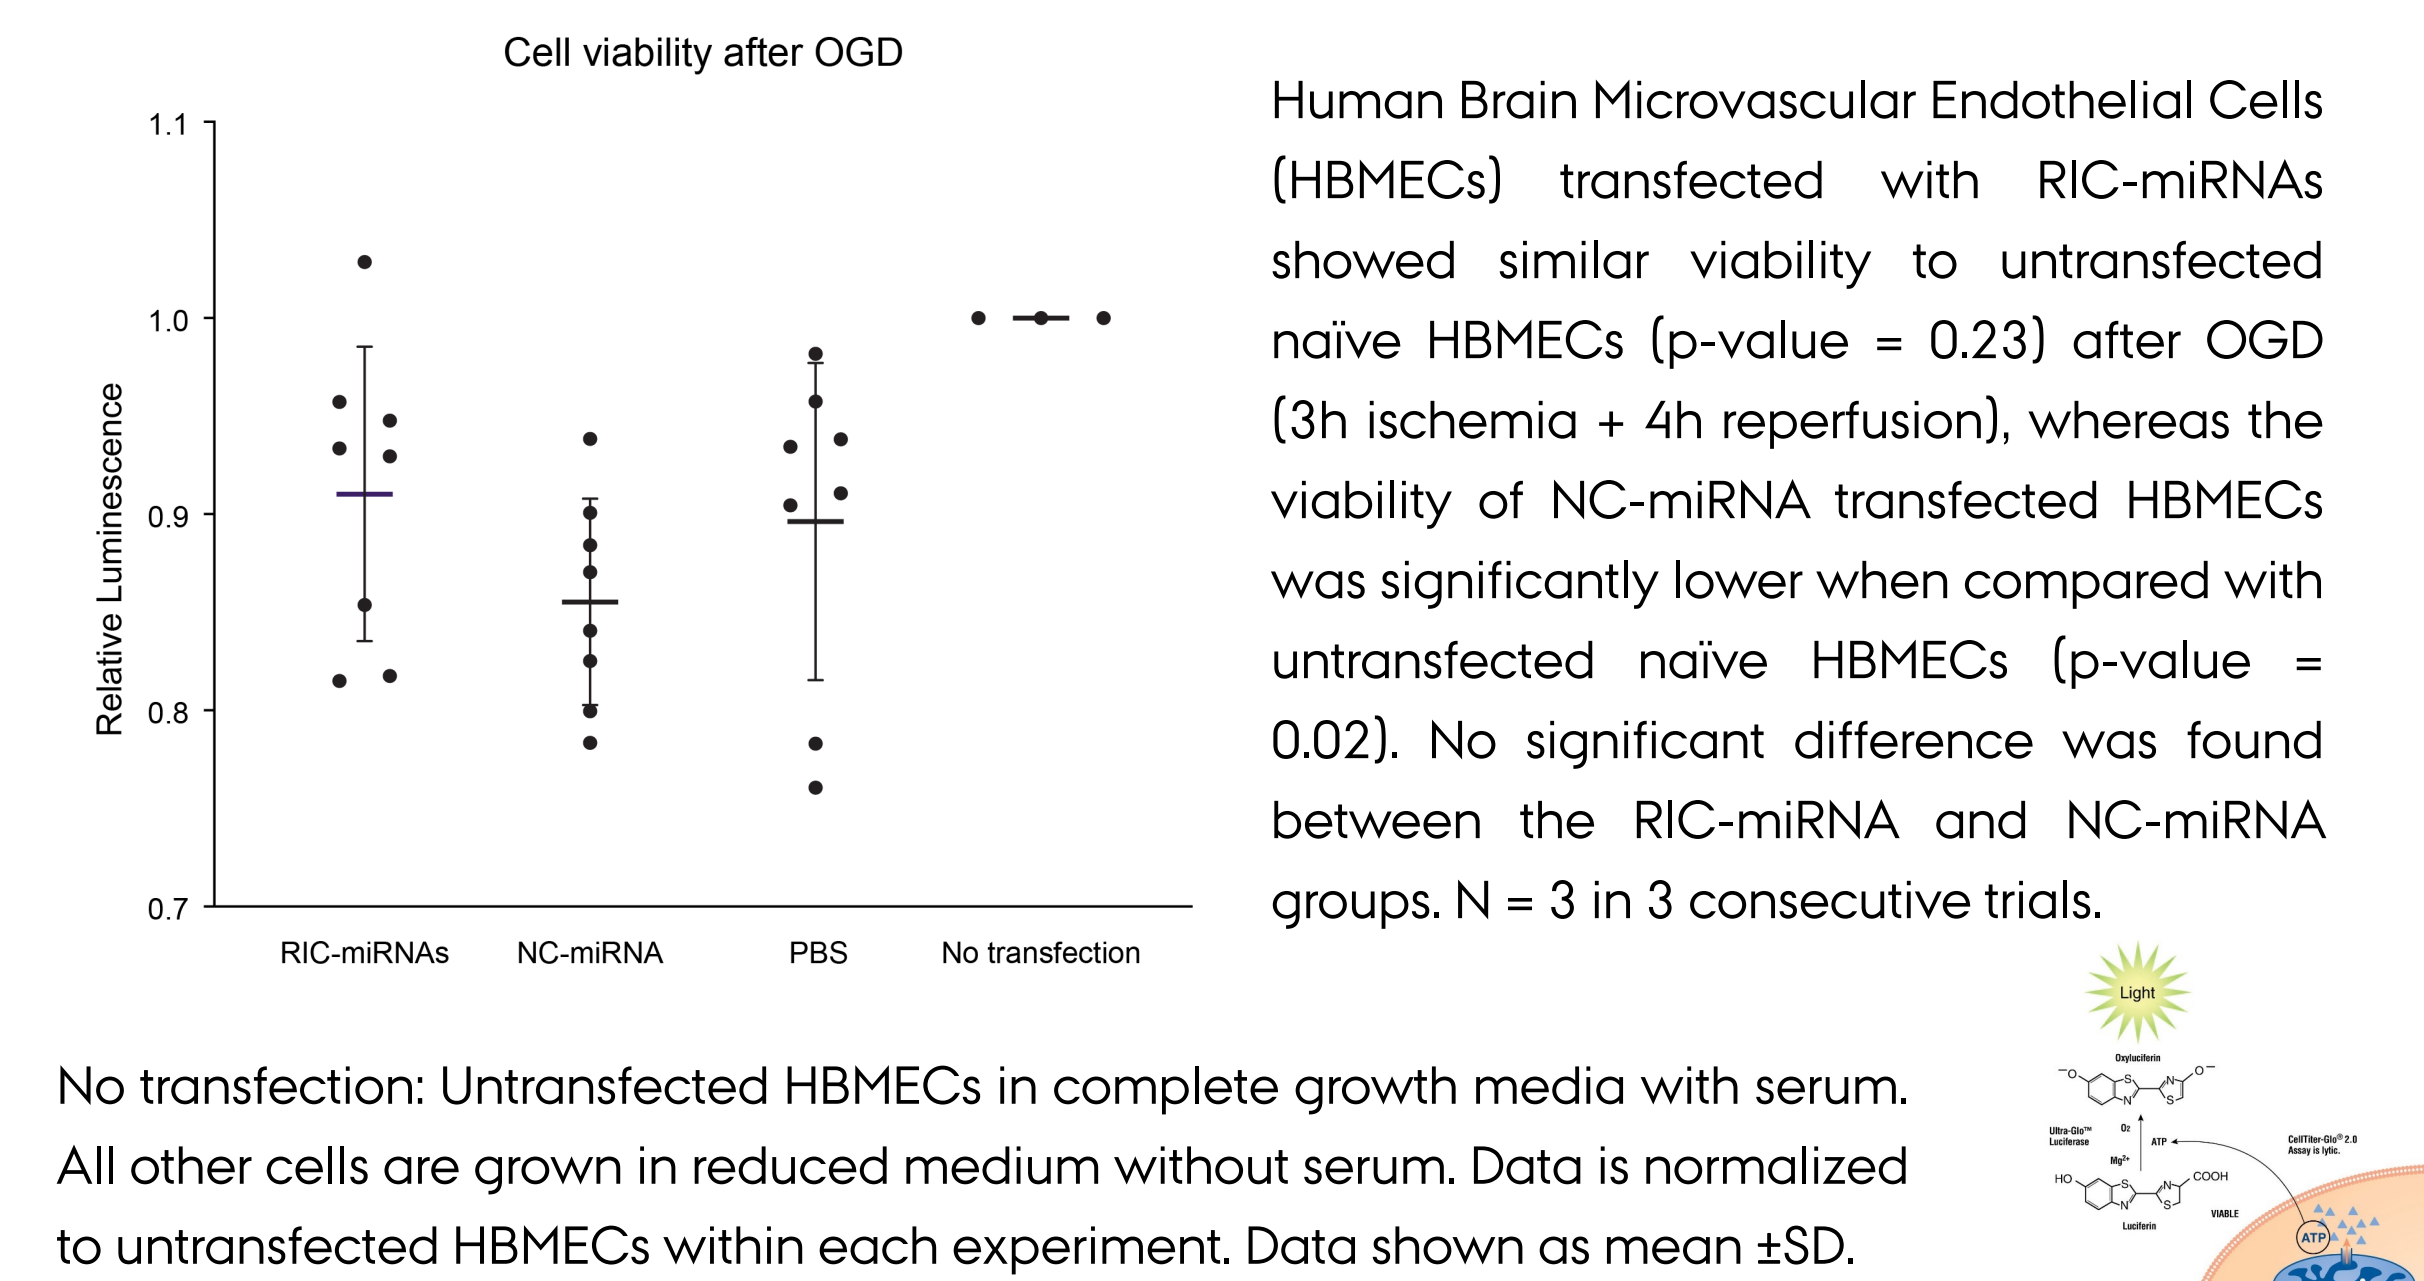 Cell viability after OGD
1.1
1.0
0.9
0.8
0.7
Relative Luminescence
RIC-miRNAs
NC-miRNA
PBS
No transfection
Human Brain Microvascular Endothelial Cells
(HBMECs) transfected with RIC-miRNAs
showed similar viability to untransfected
naïve HBMECs (p-value = 0.23) after OGD
(3h ischemia + 4h reperfusion), whereas the
viability of NC-miRNA transfected HBMECs
was significantly lower when compared with
untransfected naïve HBMECs (p-value =
0.02). No significant difference was found
between the RIC-miRNA and NC-miRNA
groups. N = 3 in 3 consecutive trials.
No transfection: Untransfected HBMECs in complete growth media with serum.
All other cells are grown in reduced medium without serum. Data is normalized
to untransfected HBMECs within each experiment. Data shown as mean ±SD.
Light
Oxyluciferin
⁻O
S
N
N
S
O⁻
Ultra-Glo™
Luciferase
O₂
ATP
Mg²⁺
CellTiter-Glo® 2.0
Assay is lytic.
HO
S
N
N
S
COOH
Luciferin
VIABLE
ATP